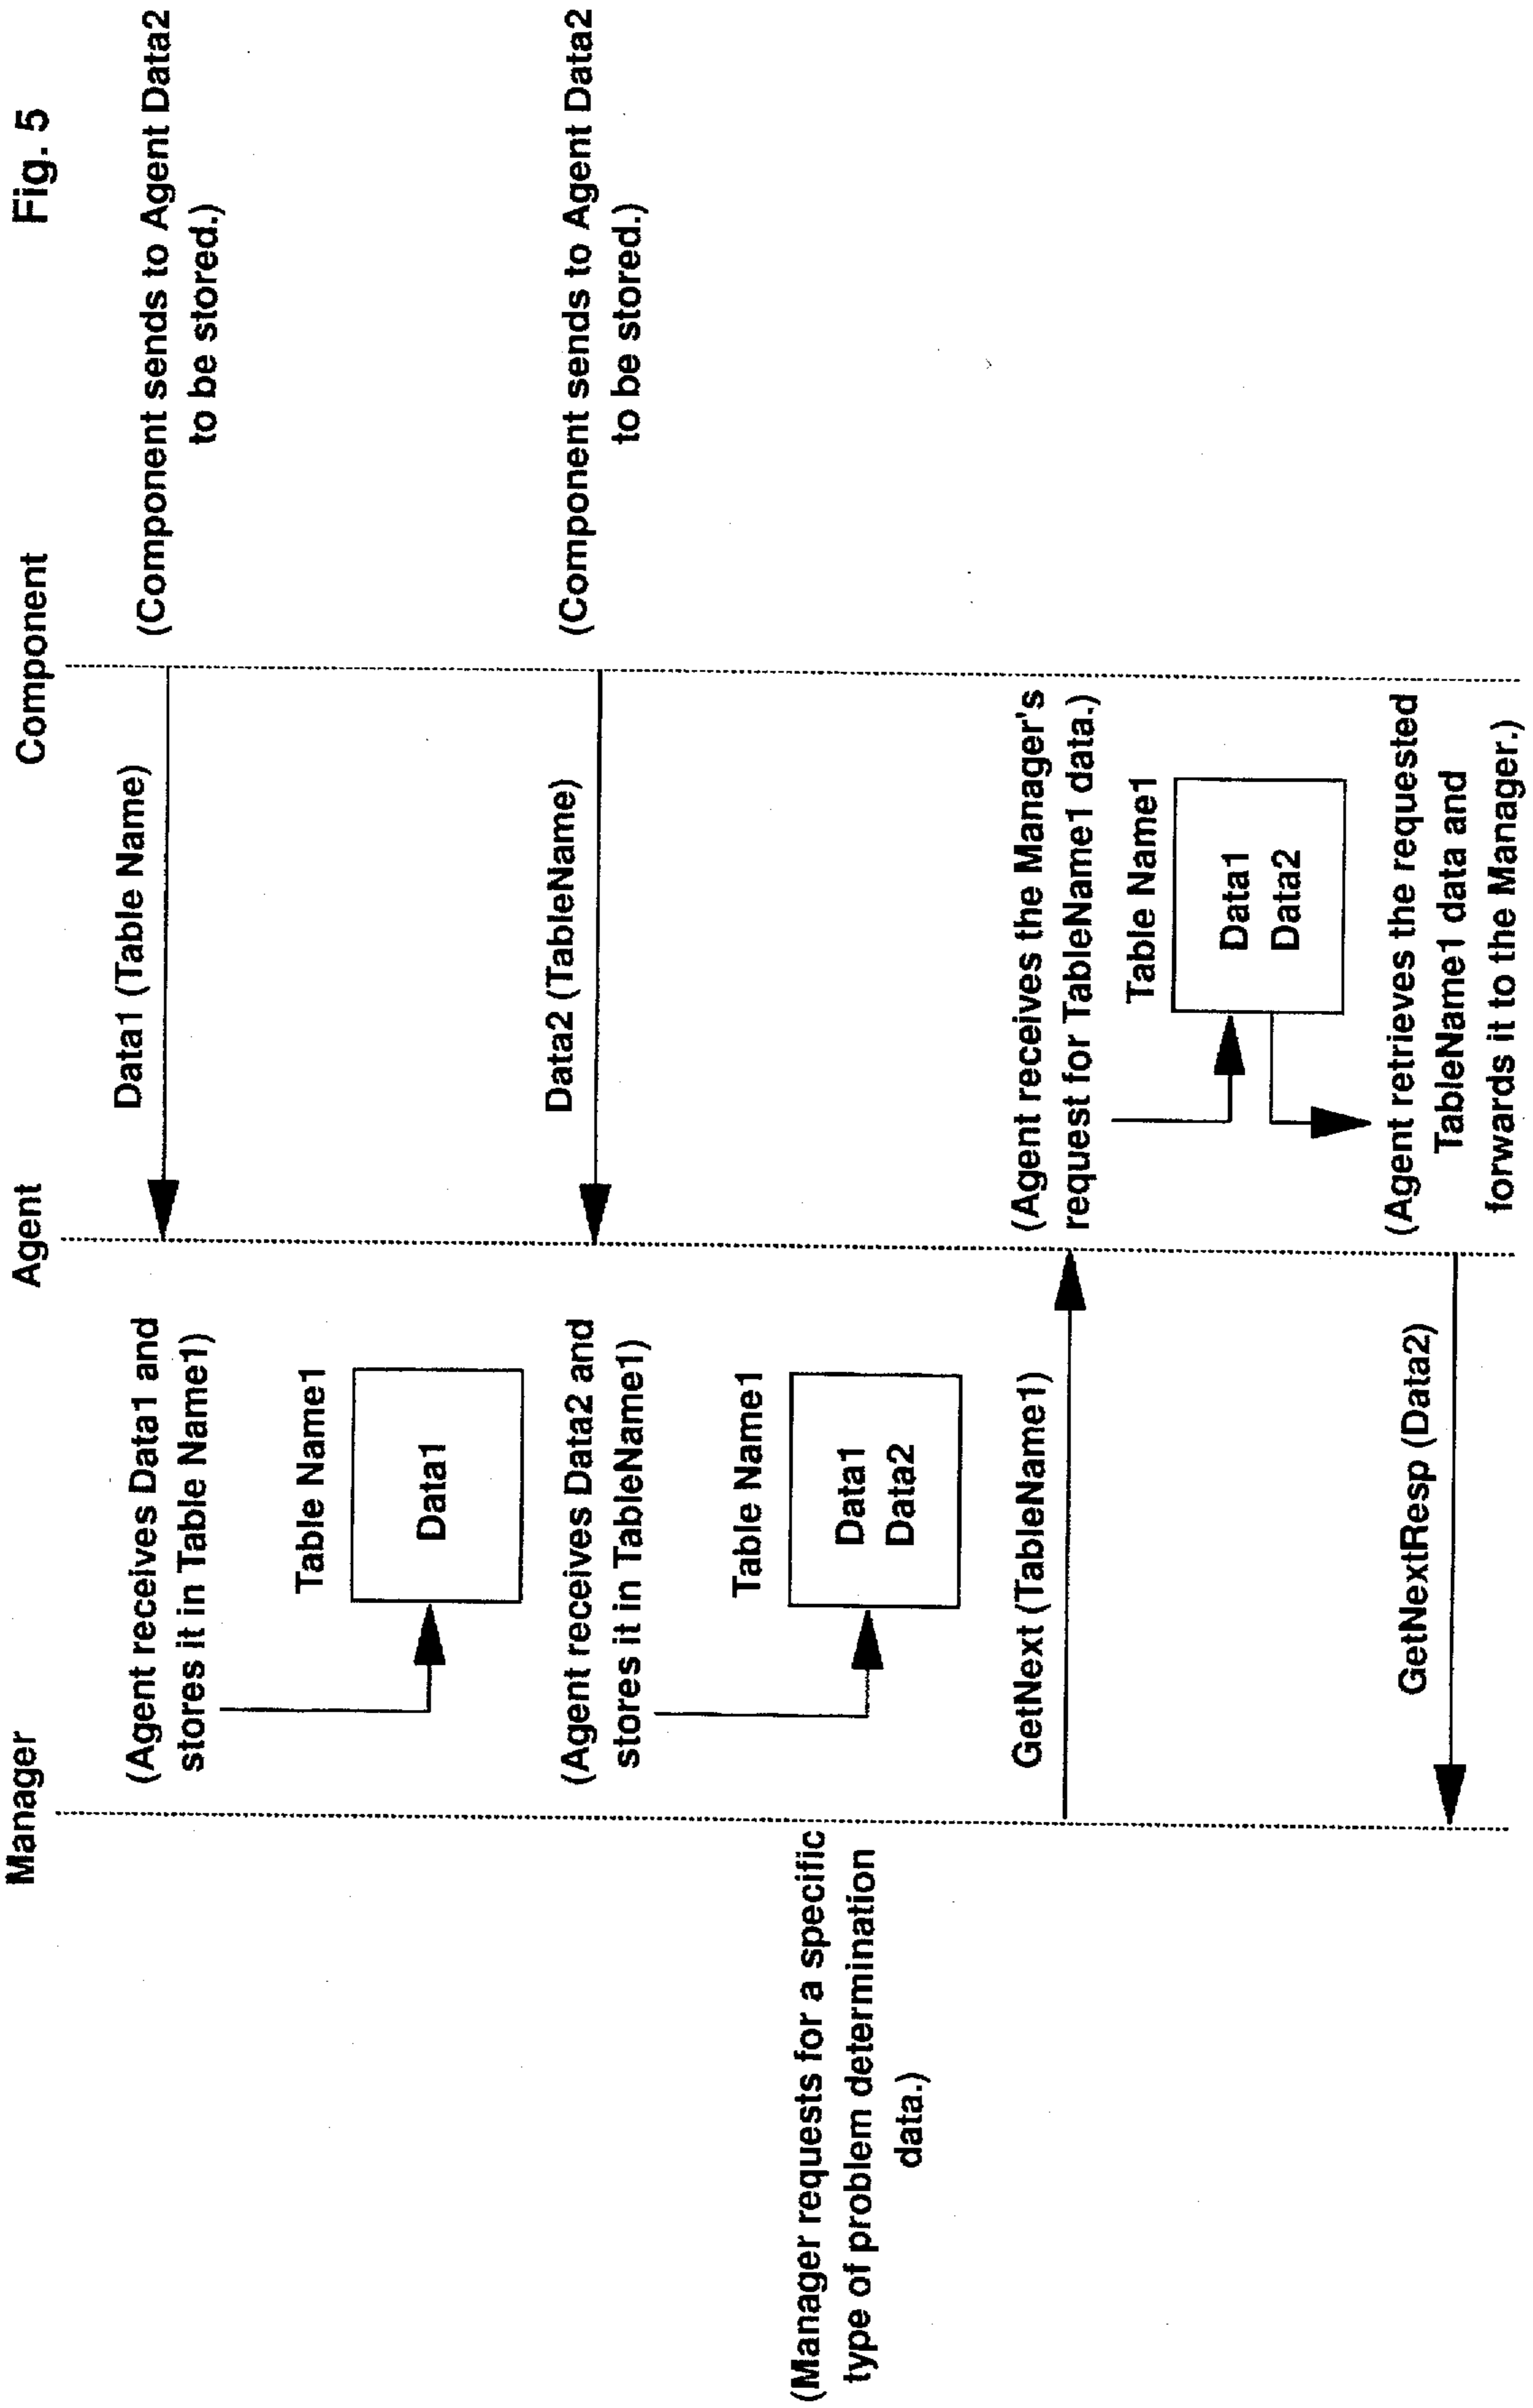 Fig. 5
Manager
Agent
Component
Data1 (Table Name)
(Component sends to Agent Data2
to be stored.)
(Agent receives Data1 and
stores it in Table Name1)
Table Name1
Data1
Data2 (TableName)
(Component sends to Agent Data2
to be stored.)
(Agent receives Data2 and
stores it in TableName1)
Table Name1
Data1
Data2
(Manager requests for a specific
type of problem determination
data.)
GetNext (TableName1)
(Agent receives the Manager's
request for TableName1 data.)
Table Name1
Data1
Data2
(Agent retrieves the requested
TableName1 data and
forwards it to the Manager.)
GetNextResp (Data2)